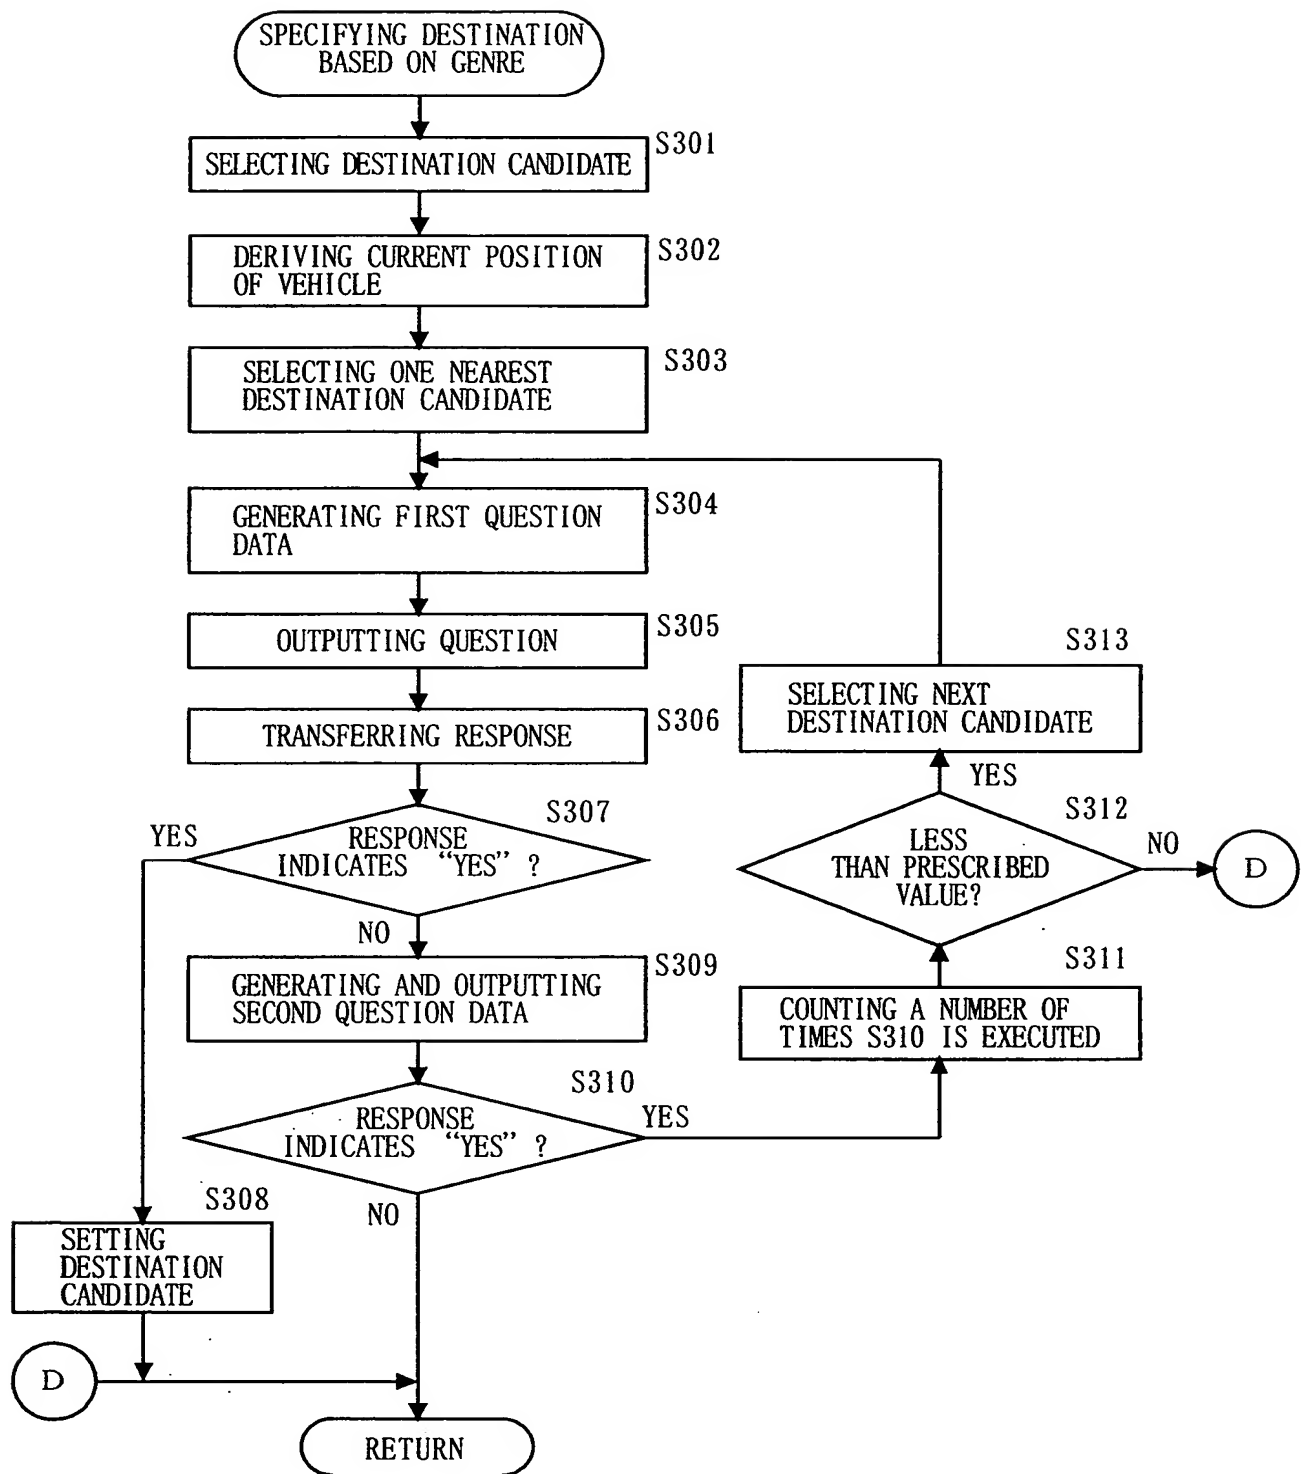 SPECIFYING DESTINATION
BASED ON GENRE
S301
SELECTING DESTINATION CANDIDATE
S302
DERIVING CURRENT POSITION
OF VEHICLE
S303
SELECTING ONE NEAREST
DESTINATION CANDIDATE
S304
GENERATING FIRST QUESTION
DATA
S305
OUTPUTTING QUESTION
S306
TRANSFERRING RESPONSE
S307
YES
RESPONSE
INDICATES “YES” ?
NO
S309
GENERATING AND OUTPUTTING
SECOND QUESTION DATA
S310
RESPONSE
INDICATES “YES” ?
YES
NO
S308
SETTING
DESTINATION
CANDIDATE
D
RETURN
S313
SELECTING NEXT
DESTINATION CANDIDATE
YES
S312
LESS
THAN PRESCRIBED
VALUE?
NO
D
S311
COUNTING A NUMBER OF
TIMES S310 IS EXECUTED